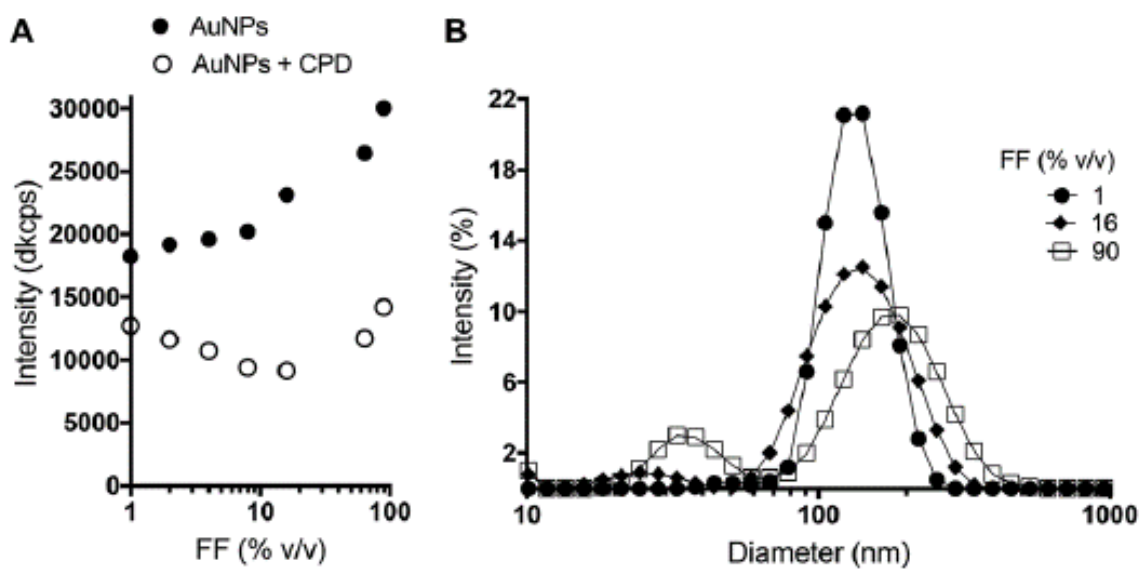 A
AuNPs
AuNPs + CPD
30000
25000
20000
15000
10000
5000
0
Intensity (dkcps)
1
10
100
FF (% v/v)
B
22
18
14
10
6
2
Intensity (%)
FF (% v/v)
1
16
90
10
100
1000
Diameter (nm)